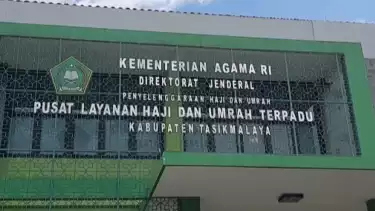 KEMENTERIAN AGAMA RI
DIREKTORAT JENDERAL
PENYELENGGARAAN HAJI DAN UMRAH
PUSAT LAYANAN HAJI DAN UMRAH TERPADU
KABUPATEN TASIKMALAYA